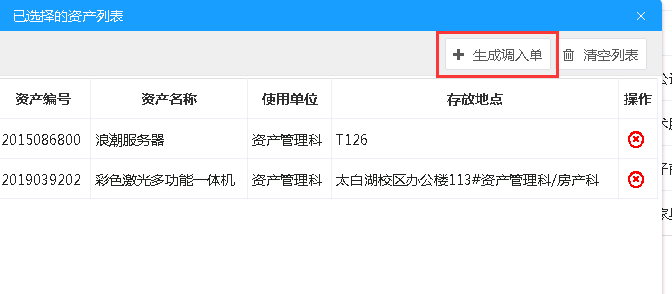 已选择的资产列表
生成调入单 清空列表
资产编号 资产名称 使用单位 存放地点 操作
2015086800 浪潮服务器 资产管理科 T126
2019039202 彩色激光多功能一体机 资产管理科 太白湖校区办公楼113#资产管理科/房产科